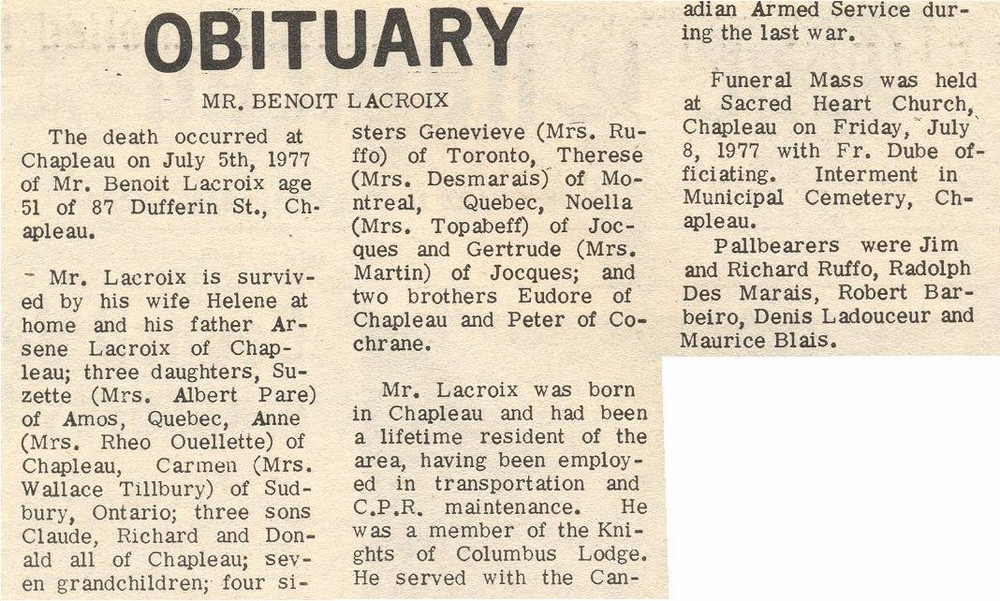 OBITUARY
MR. BENOIT LACROIX
The death occurred at
Chapleau on July 5th, 1977
of Mr. Benoit Lacroix age
51 of 87 Dufferin St., Ch-
apleau.
Mr. Lacroix is surviv-
ed by his wife Helene at
home and his father Ar-
sene Lacroix of Chap-
leau; three daughters, Su-
zette (Mrs. Albert Pare)
of Amos, Quebec, Anne
(Mrs. Rheo Ouellette) of
Chapleau, Carmen (Mrs.
Wallace Tillbury) of Sud-
bury, Ontario; three sons
Claude, Richard and Don-
ald all of Chapleau; sev-
en grandchildren; four si-
sters Genevieve (Mrs. Ru-
ffo) of Toronto, Therese
(Mrs. Desmarais) of Mo-
ntreal, Quebec, Noella
(Mrs. Topabeff) of Joc-
ques and Gertrude (Mrs.
Martin) of Jocques; and
two brothers Eudore of
Chapleau and Peter of Co-
chrane.
Mr. Lacroix was born
in Chapleau and had been
a lifetime resident of the
area, having been employ-
ed in transportation and
C.P.R. maintenance. He
was a member of the Kni-
ghts of Columbus Lodge.
He served with the Can-
adian Armed Service dur-
ing the last war.
Funeral Mass was held
at Sacred Heart Church,
Chapleau on Friday, July
8, 1977 with Fr. Dube of-
ficiating. Interment in
Municipal Cemetery, Ch-
apleau.
Pallbearers were Jim
and Richard Ruffo, Radolph
Des Marais, Robert Bar-
beiro, Denis Ladouceur and
Maurice Blais.